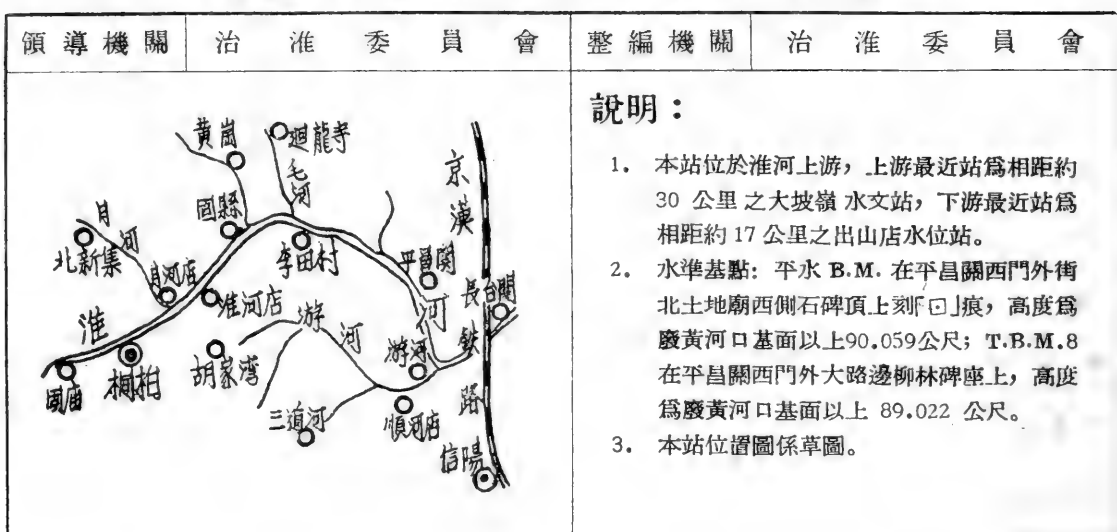 領導機關 治淮委員會 整編機關 治淮委員會
說明：
1. 本站位於淮河上游，上游最近站爲相距約
30 公里之大坡嶺水文站，下游最近站爲
相距約 17 公里之出山店水位站。
2. 水準基點：平水 B.M. 在平昌關西門外街
北土地廟西側石碑頂上刻「⊡」痕，高度爲
廢黃河口基面以上90.059公尺；T.B.M.8
在平昌關西門外大路邊柳林碑座上，高度
爲廢黃河口基面以上 89.022 公尺。
3. 本站位置圖係草圖。
黃崗
迴龍寺
毛河
京漢
固縣
月河
北新集
月河店
李田村
平昌關
長台關
淮河店
淮
游河
河
鉄
游河
胡家湾
固庙
桐柏
三道河
順河店
路
信陽